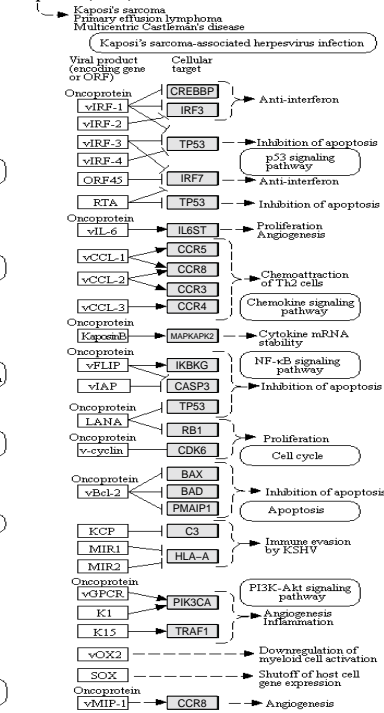 Kaposi's sarcoma
Primary effusion lymphoma
Multicentric Castleman's disease
Kaposi's sarcoma-associated herpesvirus infection
Viral product
(encoding gene
or ORF)
Cellular
target
Oncoprotein
vIRF-1
CREBBP
IRF3
Anti-interferon
vIRF-2
vIRF-3
TP53
Inhibition of apoptosis
vIRF-4
p53 signaling
pathway
ORF45
IRF7
Anti-interferon
RTA
TP53
Inhibition of apoptosis
Oncoprotein
vIL-6
IL6ST
Proliferation
Angiogenesis
vCCL-1
CCR5
CCR8
vCCL-2
CCR3
Chemoattraction
of Th2 cells
vCCL-3
CCR4
Chemokine signaling
pathway
Oncoprotein
KaposinB
MAPKAPK2
Cytokine mRNA
stability
Oncoprotein
vFLIP
IKBKG
NF-κB signaling
pathway
vIAP
CASP3
Inhibition of apoptosis
Oncoprotein
LANA
TP53
RB1
Oncoprotein
v-cyclin
CDK6
Proliferation
Cell cycle
Oncoprotein
vBcl-2
BAX
BAD
PMAIP1
Inhibition of apoptosis
Apoptosis
KCP
C3
MIR1
HLA-A
MIR2
Immune evasion
by KSHV
Oncoprotein
vGPCR
PIK3CA
PI3K-Akt signaling
pathway
K1
K15
TRAF1
Angiogenesis
Inflammation
vOX2
Downregulation of
myeloid cell activation
SOX
Shutoff of host cell
gene expression
Oncoprotein
vMIP-1
CCR8
Angiogenesis